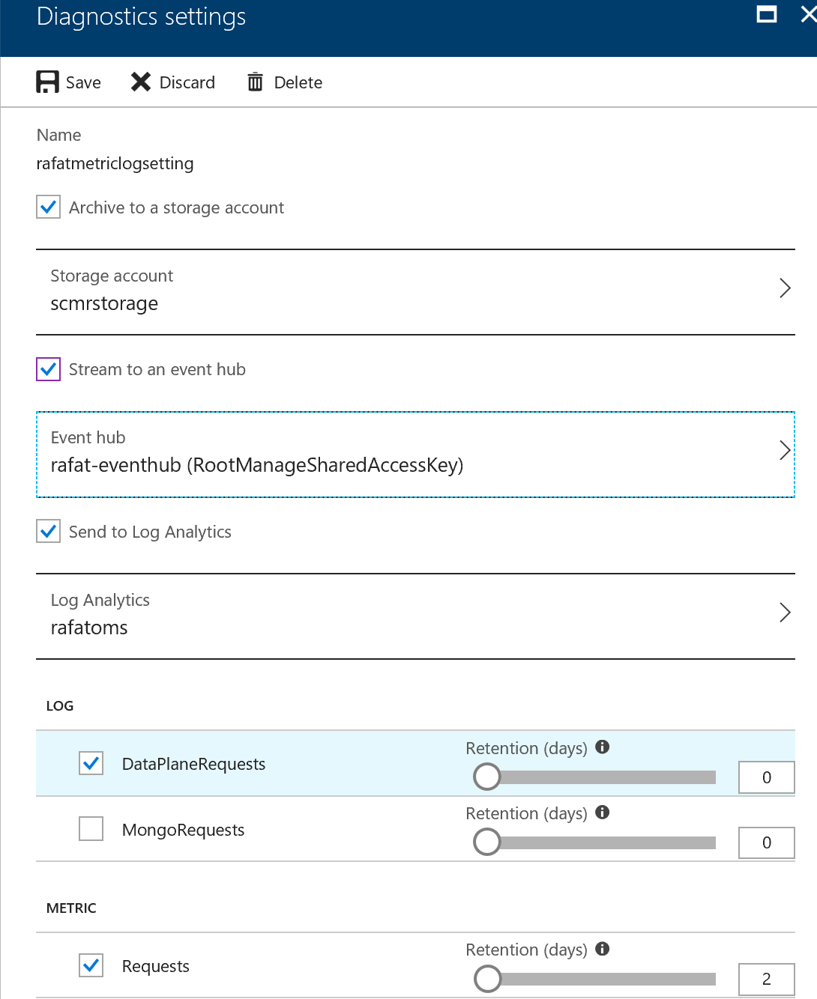 Diagnostics settings
Save Discard Delete
Name
rafatmetriclogsetting
Archive to a storage account
Storage account
scmrstorage
Stream to an event hub
Event hub
rafat-eventhub (RootManageSharedAccessKey)
Send to Log Analytics
Log Analytics
rafatoms
LOG
Retention (days)
DataPlaneRequests
0
Retention (days)
MongoRequests
0
METRIC
Retention (days)
Requests
2